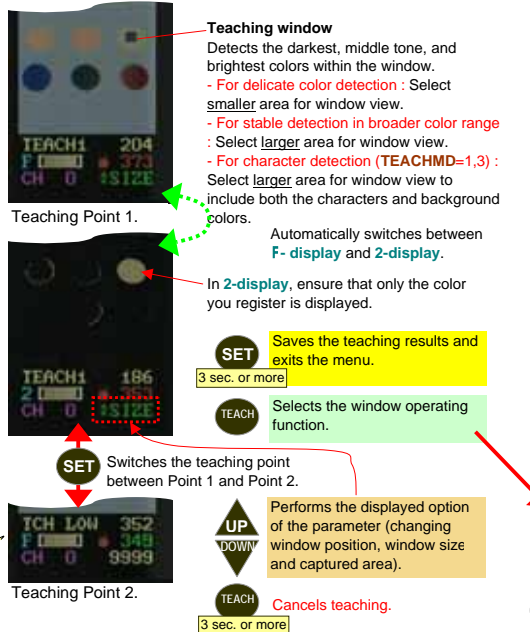 Teaching window
Detects the darkest, middle tone, and
brightest colors within the window.
- For delicate color detection : Select
smaller area for window view.
- For stable detection in broader color range
: Select larger area for window view.
- For character detection (TEACHMD=1,3) :
Select larger area for window view to
include both the characters and background
colors.
TEACH1 204
F 373
CH 0 ↕SIZE
Teaching Point 1.
Automatically switches between
F- display and 2-display.
In 2-display, ensure that only the color
you register is displayed.
TEACH1 186
2 353
CH 0 ↕SIZE
SET
3 sec. or more
Saves the teaching results and
exits the menu.
TEACH
Selects the window operating
function.
SET
Switches the teaching point
between Point 1 and Point 2.
TCH LOW 352
F 349
CH 0 9999
Teaching Point 2.
UP
DOWN
Performs the displayed option
of the parameter (changing
window position, window size
and captured area).
TEACH
3 sec. or more
Cancels teaching.